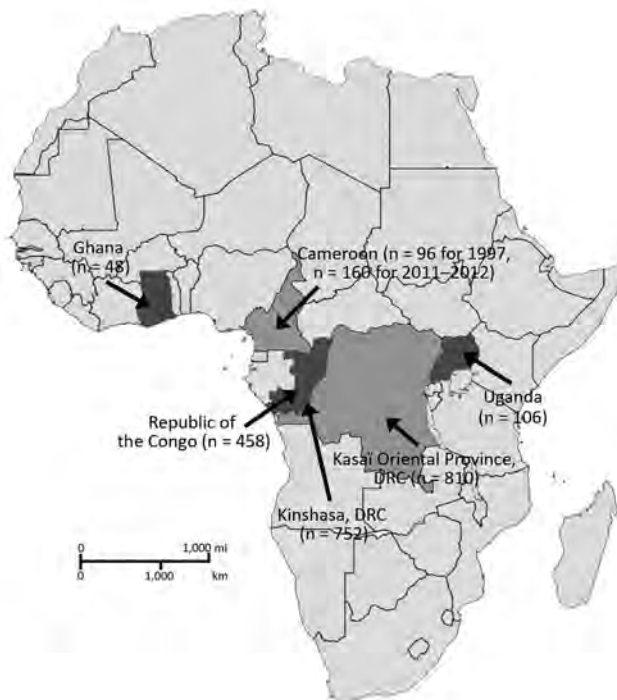 Ghana
(n = 48)
Cameroon (n = 96 for 1997,
n = 160 for 2011–2012)
Uganda
(n = 106)
Republic of
the Congo (n = 458)
Kasaï Oriental Province,
DRC (n = 810)
Kinshasa, DRC
(n = 752)
0 1,000 mi
0 1,000 km